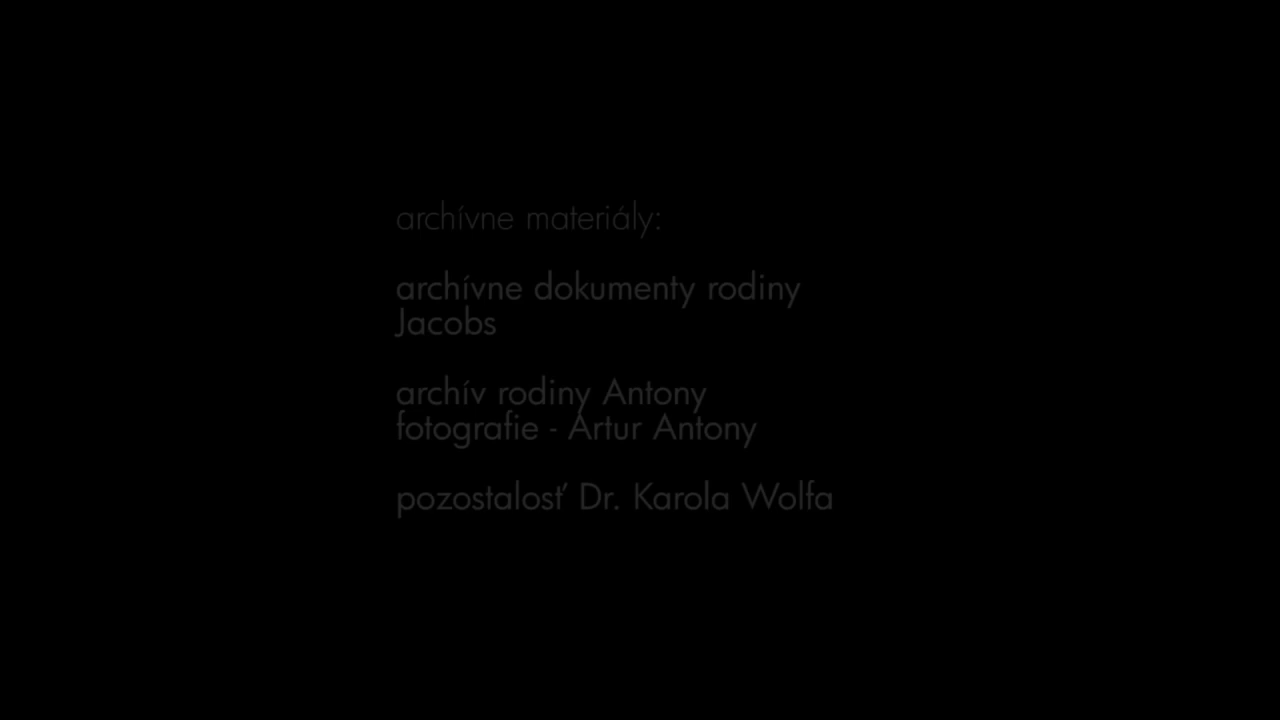 archívne materiály:
archívne dokumenty rodiny
Jacobs
archív rodiny Antony
fotografie - Artur Antony
pozostalosť Dr. Karola Wolfa